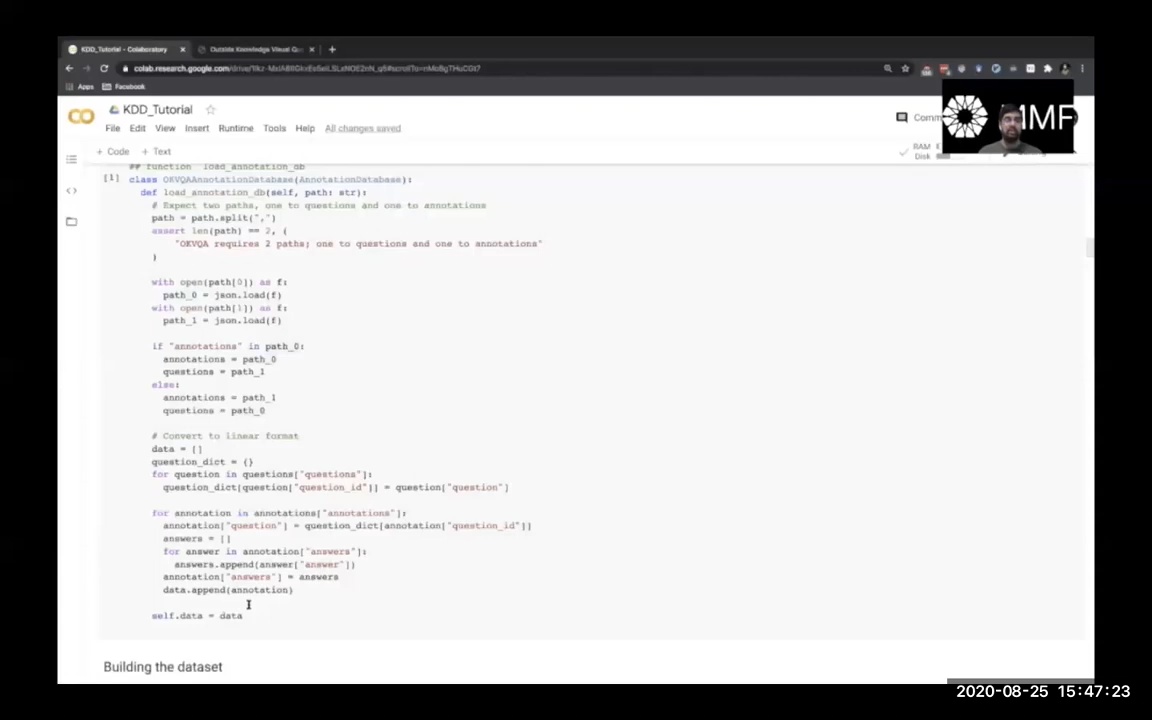 KDD_Tutorial - Colaboratory
Outside Knowledge Visual Que
Apps Facebook
KDD_Tutorial
File Edit View Insert Runtime Tools Help All changes saved
Comm
MMF
+ Code + Text
RAM
Disk
## function load_annotation_db
[1] class OKVQAAnnotationDatabase(AnnotationDatabase):
def load_annotation_db(self, path: str):
# Expect two paths, one to questions and one to annotations
path = path.split(",")
assert len(path) == 2, (
"OKVQA requires 2 paths; one to questions and one to annotations"
)
with open(path[0]) as f:
path_0 = json.load(f)
with open(path[1]) as f:
path_1 = json.load(f)
if "annotations" in path_0:
annotations = path_0
questions = path_1
else:
annotations = path_1
questions = path_0
# Convert to linear format
data = []
question_dict = {}
for question in questions["questions"]:
question_dict[question["question_id"]] = question["question"]
for annotation in annotations["annotations"]:
annotation["question"] = question_dict[annotation["question_id"]]
answers = []
for answer in annotation["answers"]:
answers.append(answer["answer"])
annotation["answers"] = answers
data.append(annotation)
self.data = data
Building the dataset
2020-08-25 15:47:23